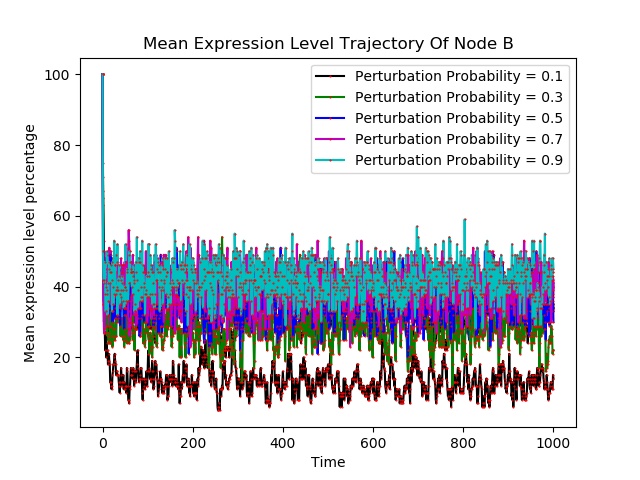 Mean Expression Level Trajectory Of Node B
Perturbation Probability = 0.1
Perturbation Probability = 0.3
Perturbation Probability = 0.5
Perturbation Probability = 0.7
Perturbation Probability = 0.9
Mean expression level percentage
100
80
60
40
20
0 200 400 600 800 1000
Time